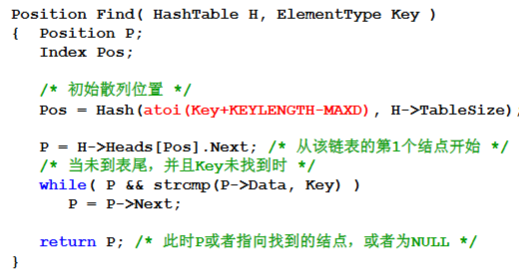 Position Find( HashTable H, ElementType Key )
{ Position P;
Index Pos;
/* 初始散列位置 */
Pos = Hash(atoi(Key+KEYLENGTH-MAXD), H->TableSize),
P = H->Heads[Pos].Next; /* 从该链表的第1个结点开始 */
/* 当未到表尾，并且Key未找到时 */
while( P && strcmp(P->Data, Key) )
P = P->Next;
return P; /* 此时P或者指向找到的结点，或者为NULL */
}